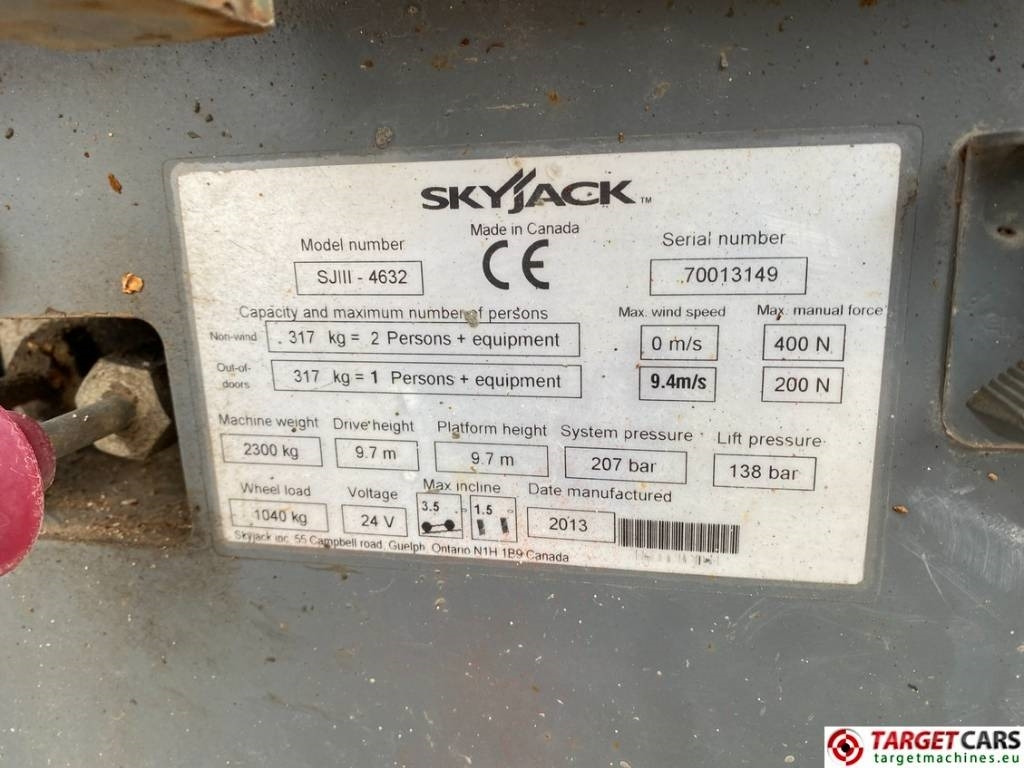 SKYJACK™
Made in Canada
CE
Model number
SJIII - 4632
Serial number
70013149
Capacity and maximum number of persons
Non-wind 317 kg = 2 Persons + equipment
Out-of-doors 317 kg = 1 Persons + equipment
Max. wind speed
0 m/s
9.4m/s
Max. manual force
400 N
200 N
Machine weight
2300 kg
Drive height
9.7 m
Platform height
9.7 m
System pressure
207 bar
Lift pressure
138 bar
Wheel load
1040 kg
Voltage
24 V
Max incline
3.5 ° 1.5 °
Date manufactured
2013
Skyjack inc. 55 Campbell road, Guelph, Ontario N1H 1B9 Canada
TARGETCARS
targetmachines.eu